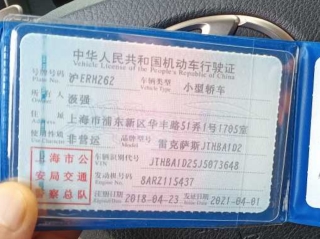 中华人民共和国机动车行驶证
Vehicle License of the People's Republic of China
号牌号码 沪ERH262 车辆类型 Vehicle Type 小型轿车
所有人 强
住址 上海市浦东新区华丰路51弄1号1705室
使用性质 非营运 品牌型号 雷克萨斯JTHBA1D2
上海市公安局交通警察总队
车辆识别代号 VIN JTHBA1D2SJ5073648
发动机号码 Engine No. 8ARZ115437
注册日期 2018-04-23 发证日期 2021-04-01